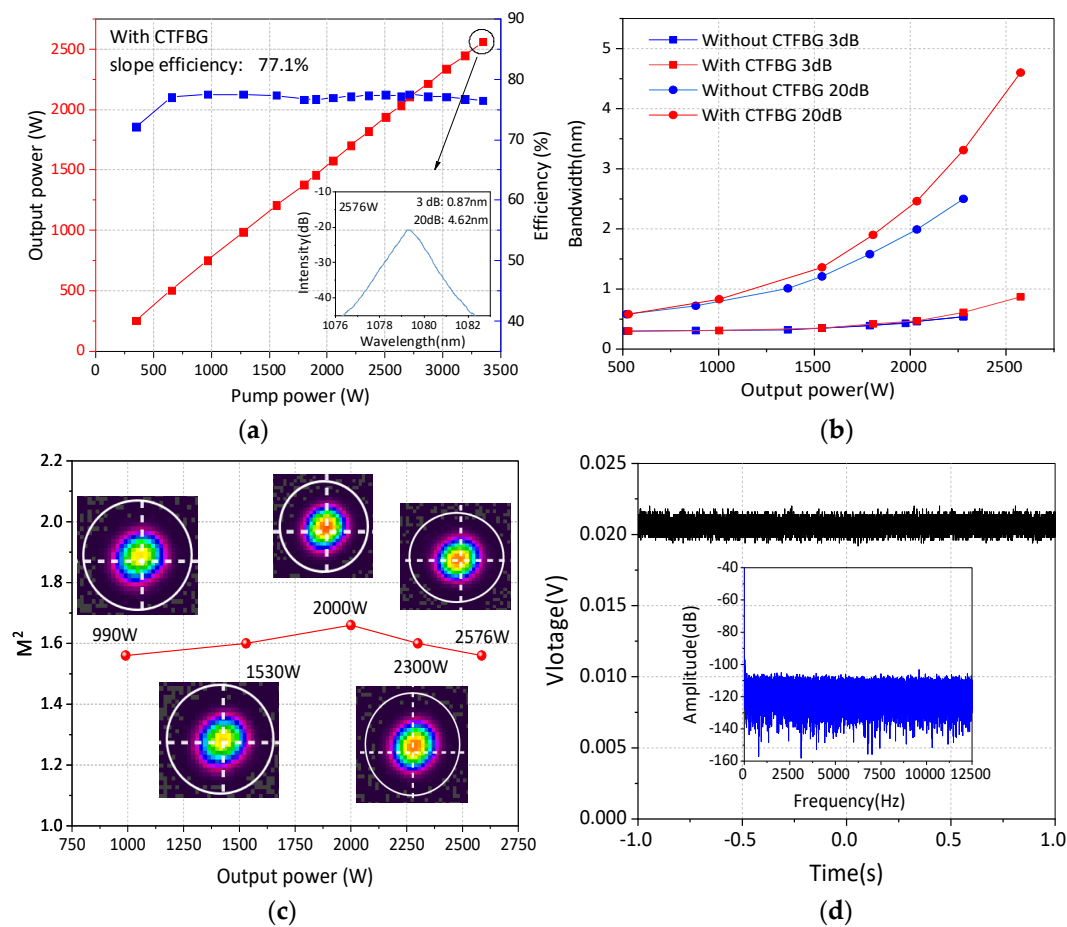 With CTFBG
slope efficiency: 77.1%
Output power (W)
2500
2000
1500
1000
500
0
90
80
70
60
50
40
Efficiency (%)
0 500 1000 1500 2000 2500 3000 3500
Pump power (W)
2576W
3 dB: 0.87nm
20dB: 4.62nm
Intensity(dB)
-10
-20
-30
-40
1076 1078 1080 1082
Wavelength(nm)
(a)
Without CTFBG 3dB
With CTFBG 3dB
Without CTFBG 20dB
With CTFBG 20dB
Bandwidth(nm)
5
4
3
2
1
0
500 1000 1500 2000 2500
Output power(W)
(b)
M²
2.2
2.0
1.8
1.6
1.4
1.2
1.0
990W
1530W
2000W
2300W
2576W
750 1000 1250 1500 1750 2000 2250 2500 2750
Output power (W)
(c)
Vlotage(V)
0.025
0.020
0.015
0.010
0.005
0.000
-1.0 -0.5 0.0 0.5 1.0
Time(s)
Amplitude(dB)
-40
-60
-80
-100
-120
-140
-160
0 2500 5000 7500 10000 12500
Frequency(Hz)
(d)